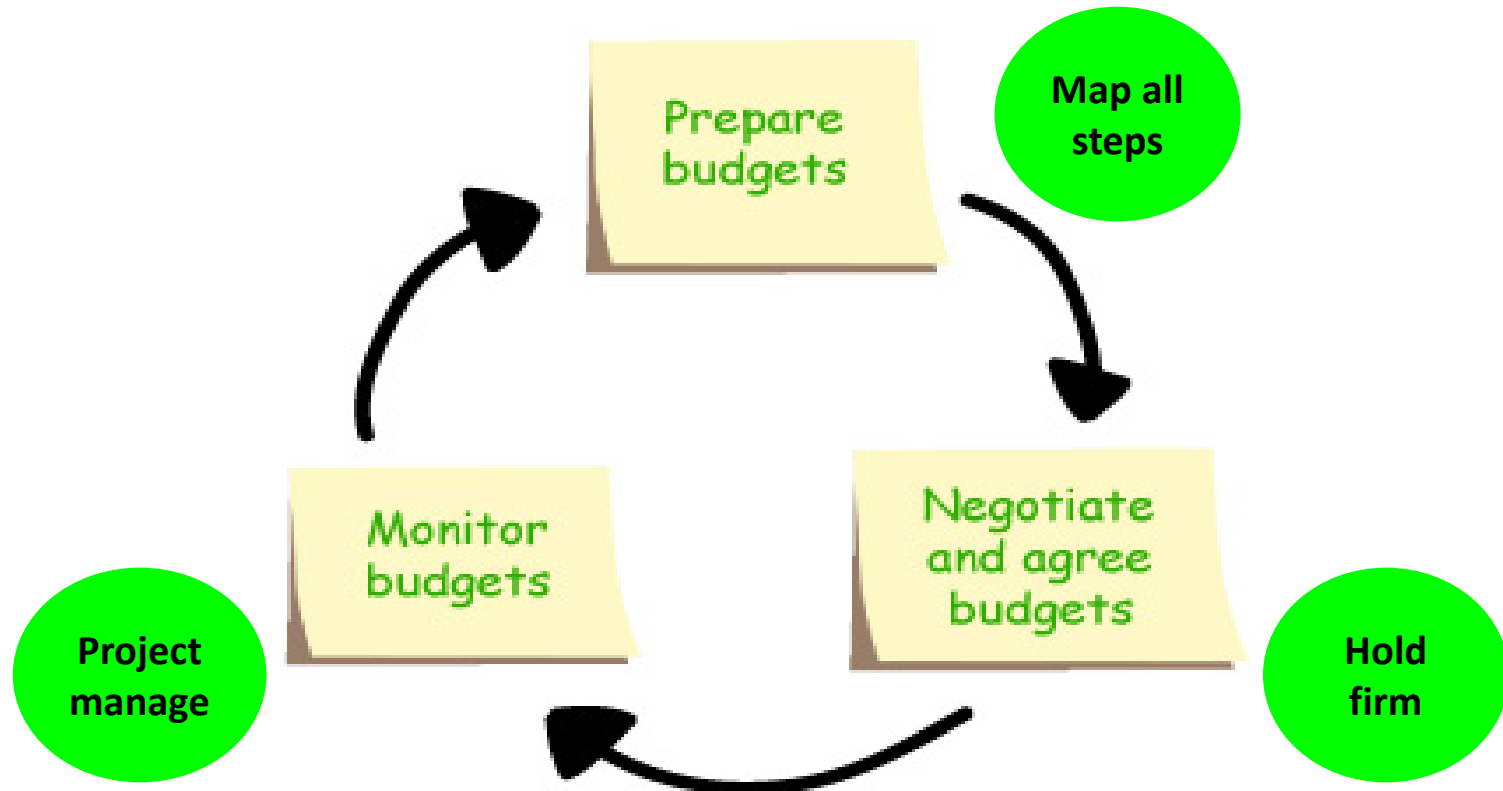 Prepare
budgets
Map all
steps
Negotiate
and agree
budgets
Hold
firm
Monitor
budgets
Project
manage